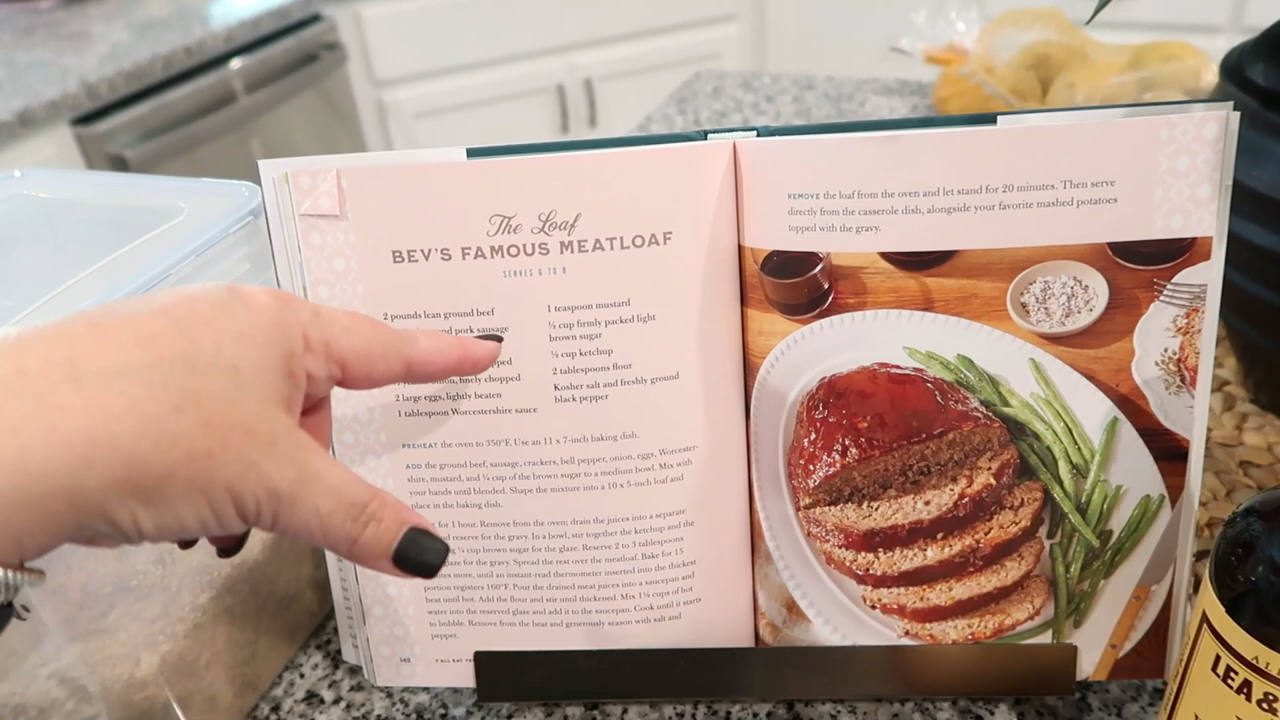 The Loaf
BEV'S FAMOUS MEATLOAF
SERVES 6 TO 8
2 pounds lean ground beef
pork sausage
finely chopped
2 large eggs, lightly beaten
1 tablespoon Worcestershire sauce
1 teaspoon mustard
½ cup firmly packed light
brown sugar
½ cup ketchup
2 tablespoons flour
Kosher salt and freshly ground
black pepper
PREHEAT the oven to 350°F. Use an 11 x 7-inch baking dish.
ADD the ground beef, sausage, crackers, bell pepper, onion, eggs, Worcester-
shire, mustard, and ¼ cup of the brown sugar to a medium bowl. Mix with
your hands until blended. Shape the mixture into a 10 x 5-inch loaf and
place in the baking dish.
for 1 hour. Remove from the oven; drain the juices into a separate
and reserve for the gravy. In a bowl, stir together the ketchup and the
¼ cup brown sugar for the glaze. Reserve 2 to 3 tablespoons
for the gravy. Spread the rest over the meatloaf. Bake for 15
more, until an instant-read thermometer inserted into the thickest
portion registers 160°F. Pour the drained meat juices into a saucepan and
heat until hot. Add the flour and stir until thickened. Mix 1½ cups of hot
water into the reserved glaze and add it to the saucepan. Cook until it starts
to bubble. Remove from the heat and generously season with salt and
pepper.
Y'ALL EAT
REMOVE the loaf from the oven and let stand for 20 minutes. Then serve
directly from the casserole dish, alongside your favorite mashed potatoes
topped with the gravy.
LEA &